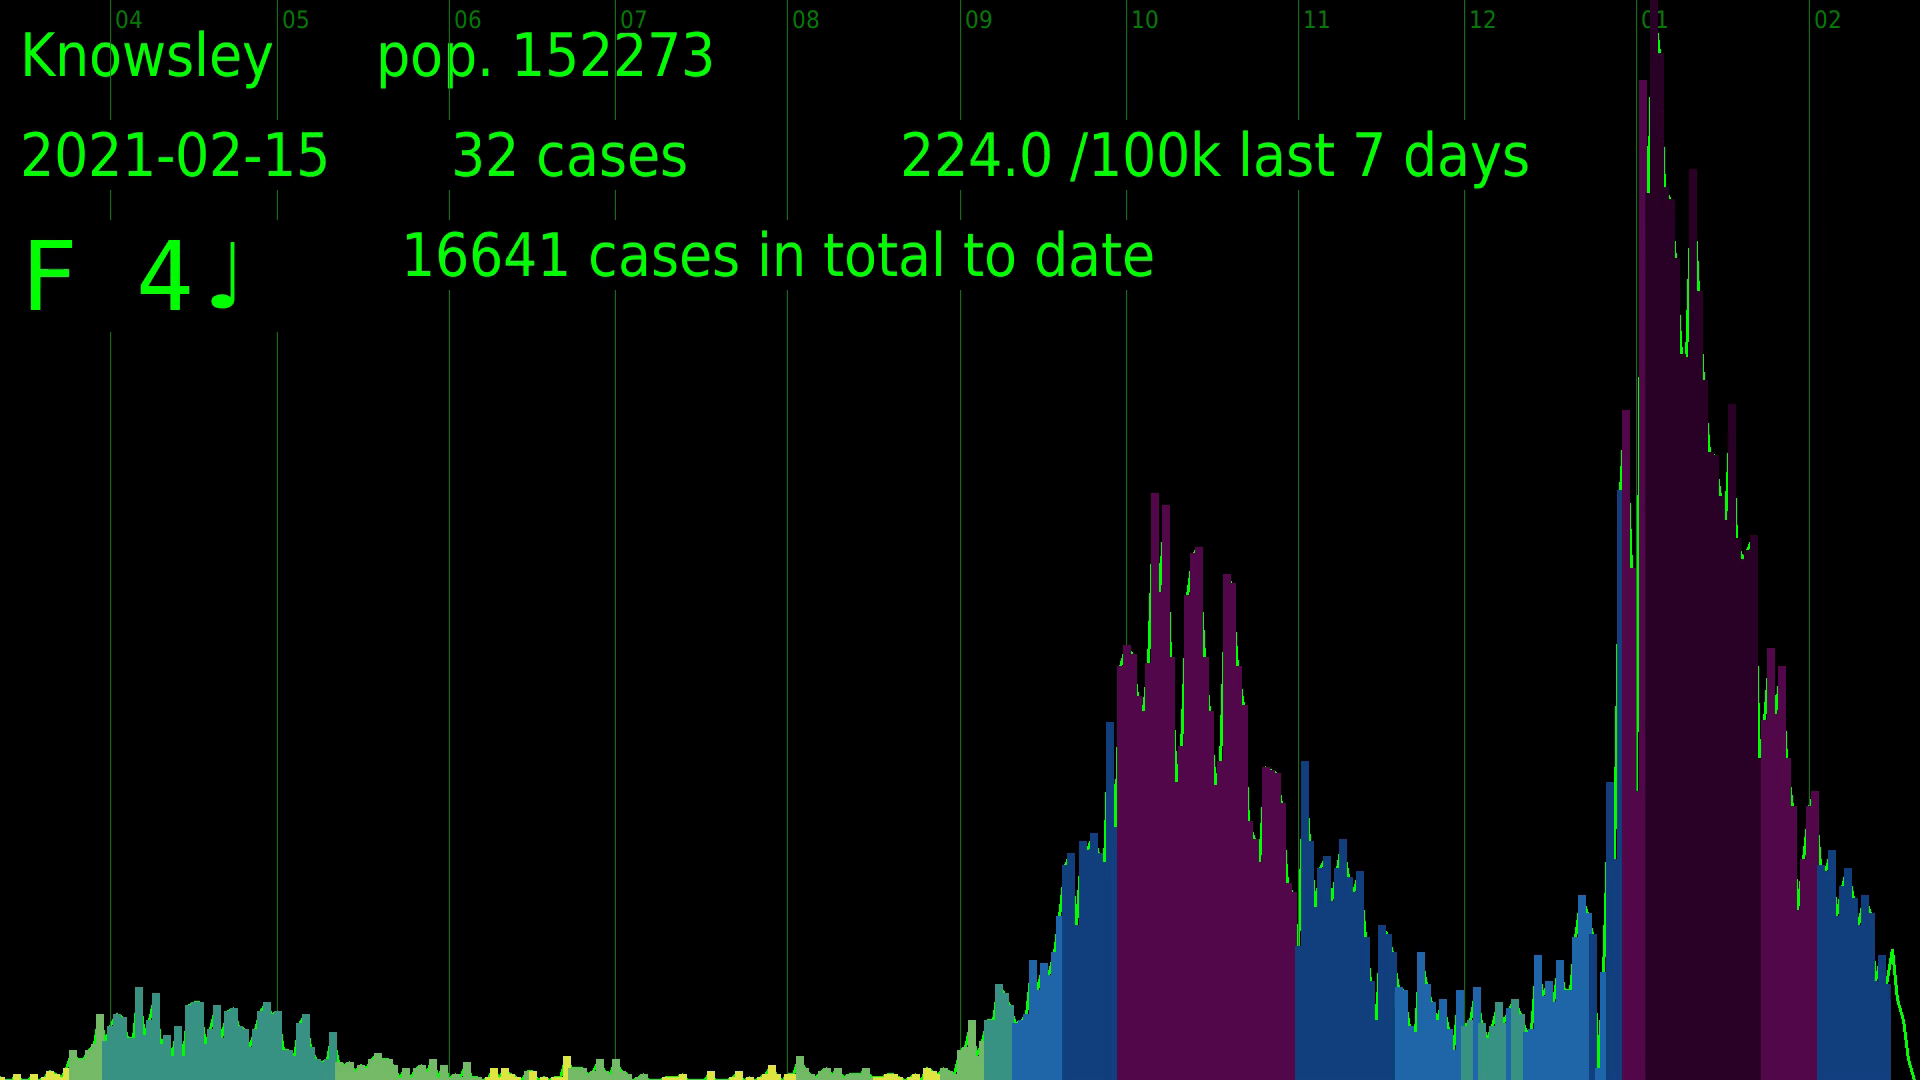 04 05 06 07 08 09 10 11 12 01 02
Knowsley pop. 152273
2021-02-15 32 cases 224.0 /100k last 7 days
F 4♩ 16641 cases in total to date